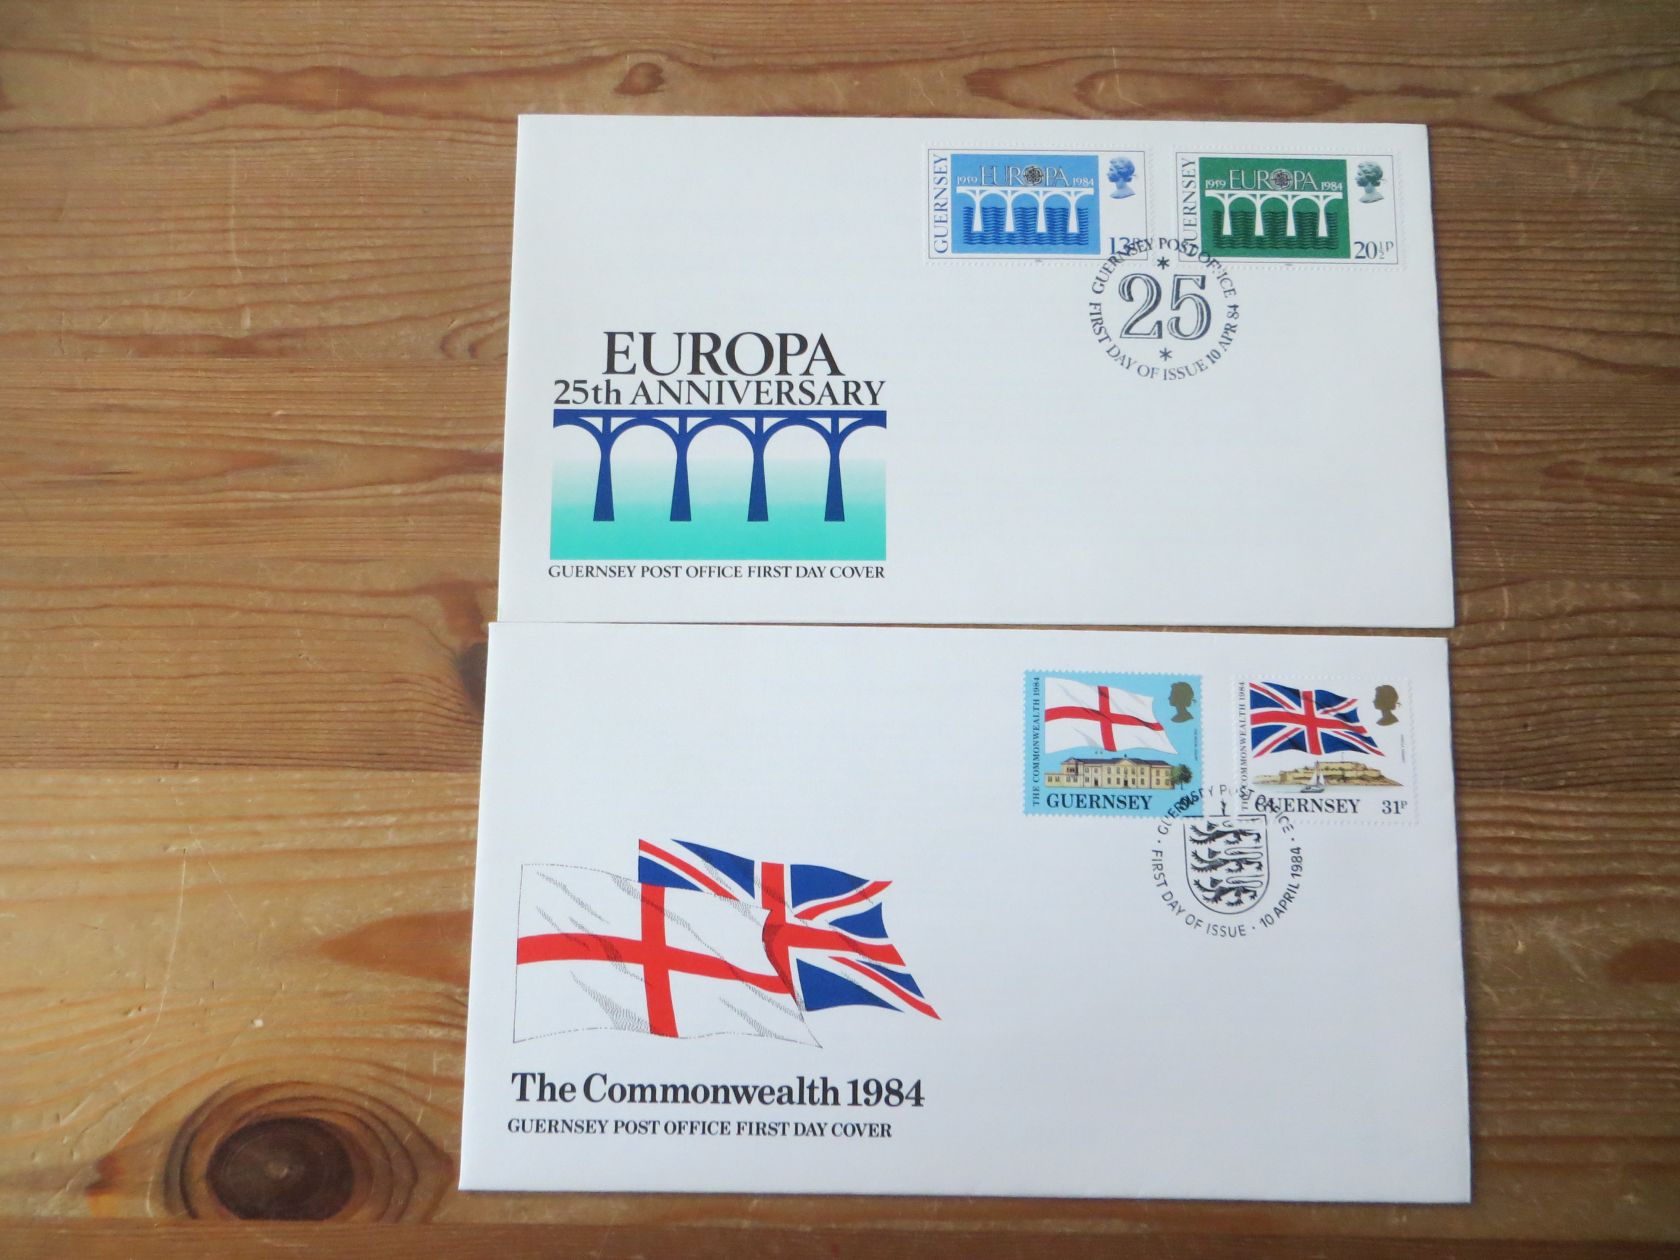 GUERNSEY
1959 EUROPA 1984
13P
GUERNSEY
1959 EUROPA 1984
20½P
GUERNSEY POST OFFICE
25
FIRST DAY OF ISSUE 10 APR 84
EUROPA
25th ANNIVERSARY
GUERNSEY POST OFFICE FIRST DAY COVER
THE COMMONWEALTH 1984
GUERNSEY
THE COMMONWEALTH 1984
GUERNSEY 31P
GUERNSEY POST OFFICE
FIRST DAY OF ISSUE · 10 APRIL 1984 ·
The Commonwealth 1984
GUERNSEY POST OFFICE FIRST DAY COVER